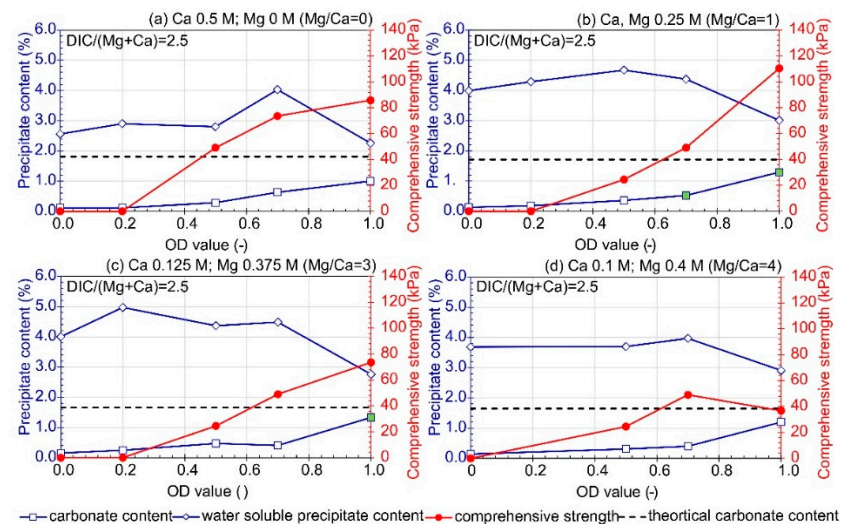 (a) Ca 0.5 M; Mg 0 M (Mg/Ca=0)
DIC/(Mg+Ca)=2.5
Precipitate content (%)
6.0
5.0
4.0
3.0
2.0
1.0
0.0
0.0 0.2 0.4 0.6 0.8 1.0
OD value (-)
140
120
100
80
60
40
20
0
Comprehensive strength (kPa)
(b) Ca, Mg 0.25 M (Mg/Ca=1)
DIC/(Mg+Ca)=2.5
Precipitate content (%)
6.0
5.0
4.0
3.0
2.0
1.0
0.0
0.0 0.2 0.4 0.6 0.8 1.0
OD value (-)
140
120
100
80
60
40
20
0
Comprehensive strength (kPa)
(c) Ca 0.125 M; Mg 0.375 M (Mg/Ca=3)
DIC/(Mg+Ca)=2.5
Precipitate content (%)
6.0
5.0
4.0
3.0
2.0
1.0
0.0
0.0 0.2 0.4 0.6 0.8 1.0
OD value ( )
140
120
100
80
60
40
20
0
Comprehensive strength (kPa)
(d) Ca 0.1 M; Mg 0.4 M (Mg/Ca=4)
DIC/(Mg+Ca)=2.5
Precipitate content (%)
6.0
5.0
4.0
3.0
2.0
1.0
0.0
0.0 0.2 0.4 0.6 0.8 1.0
OD value (-)
140
120
100
80
60
40
20
0
Comprehensive strength (kPa)
carbonate content water soluble precipitate content comprehensive strength theortical carbonate content